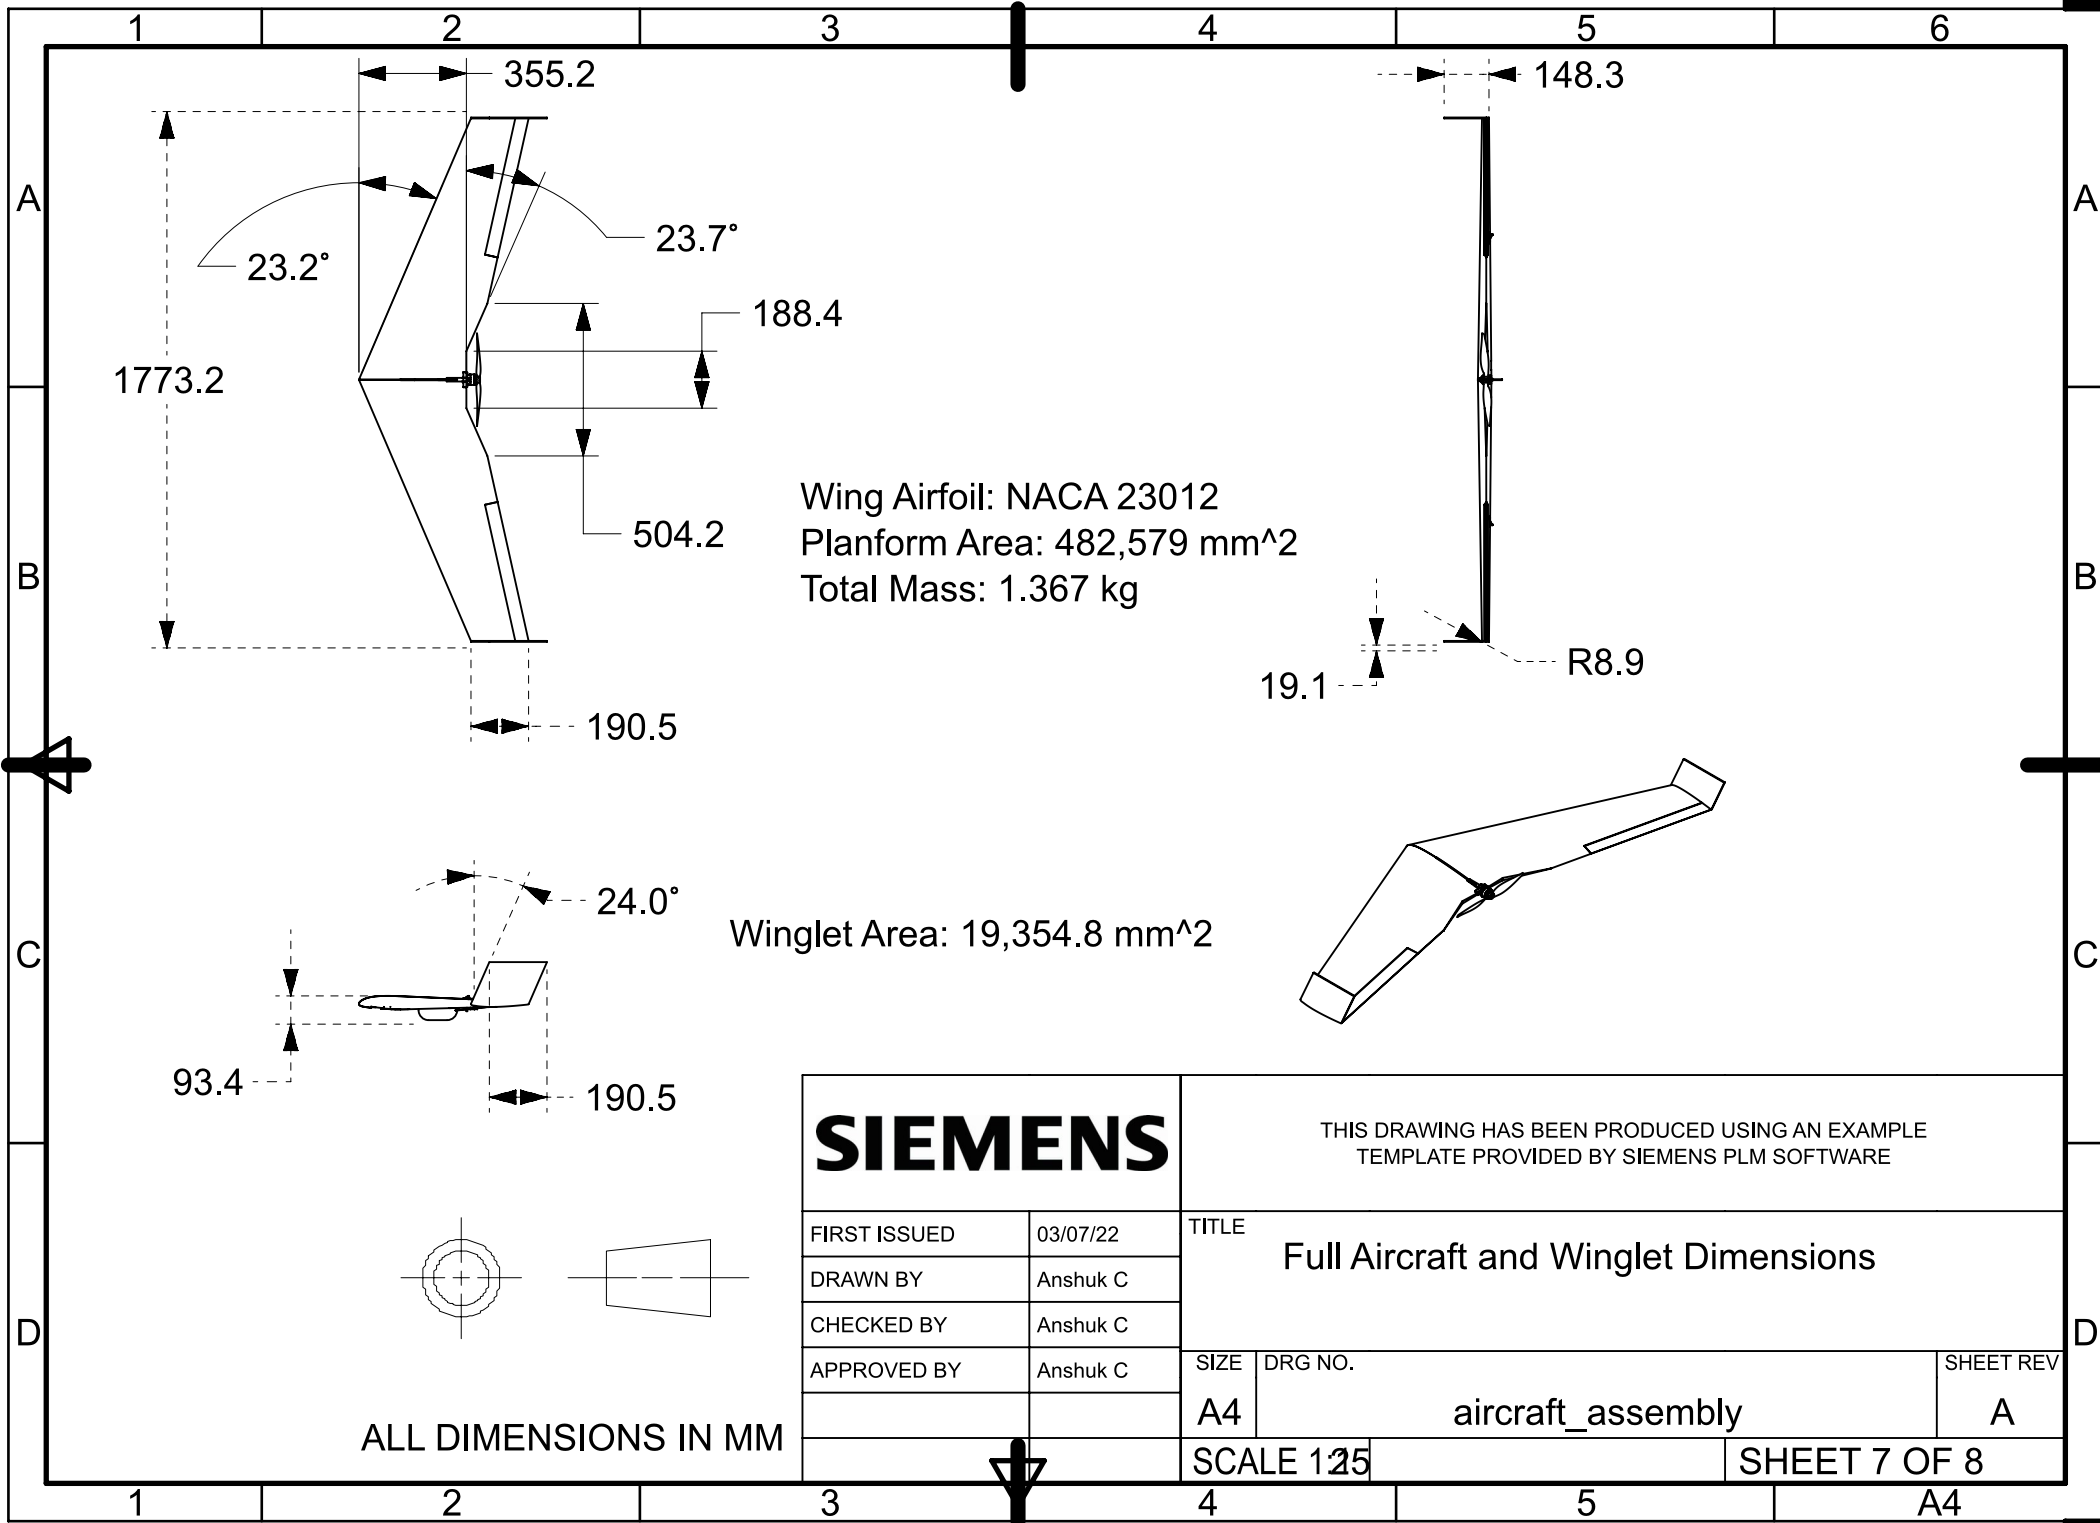 1 2 3 4 5 6
A A
B B
C C
D D
355.2
148.3
23.7°
23.2°
188.4
1773.2
504.2
190.5
Wing Airfoil: NACA 23012
Planform Area: 482,579 mm^2
Total Mass: 1.367 kg
R8.9
19.1
24.0°
Winglet Area: 19,354.8 mm^2
93.4
190.5
ALL DIMENSIONS IN MM
SIEMENS
THIS DRAWING HAS BEEN PRODUCED USING AN EXAMPLE
TEMPLATE PROVIDED BY SIEMENS PLM SOFTWARE
FIRST ISSUED 03/07/22
DRAWN BY Anshuk C
CHECKED BY Anshuk C
APPROVED BY Anshuk C
TITLE
Full Aircraft and Winglet Dimensions
SIZE DRG NO. SHEET REV
A4 aircraft_assembly A
SCALE SHEET 7 OF 8
1 2 3 4 5 A4